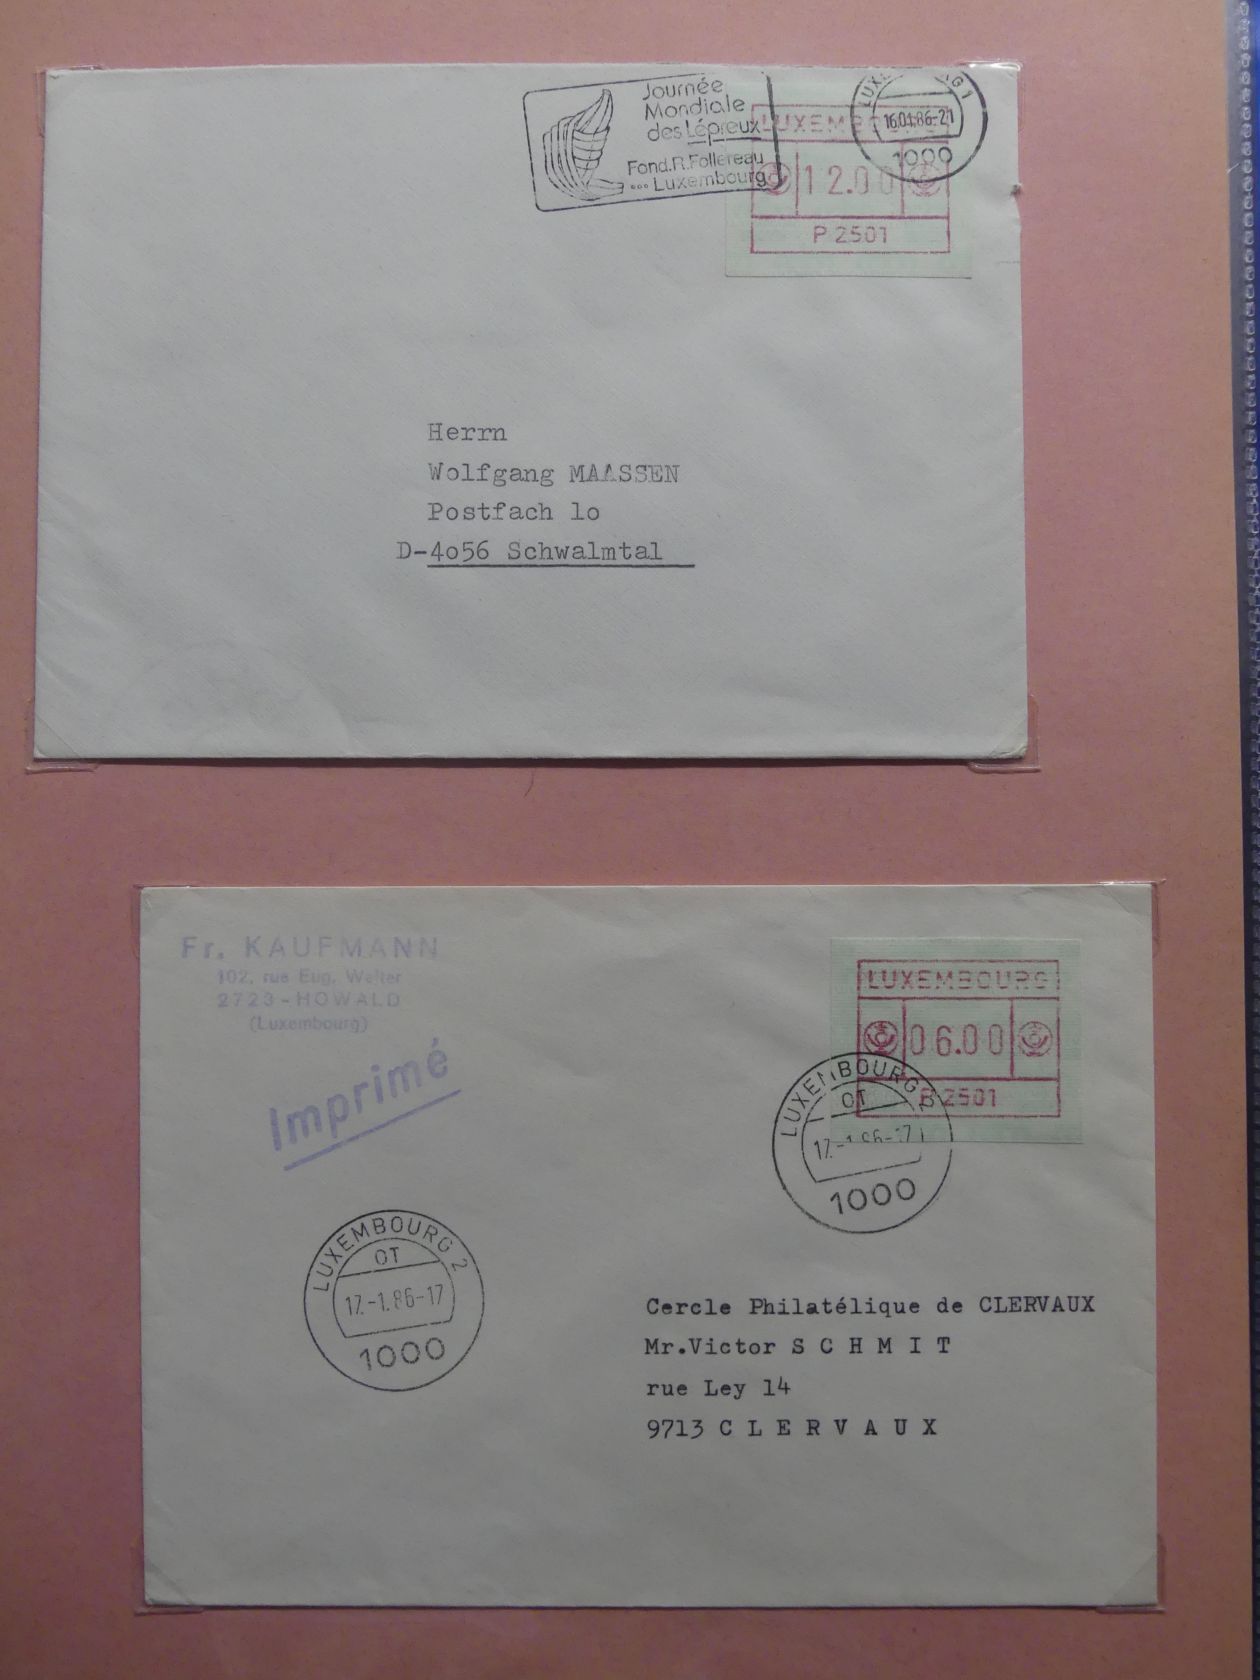 Journée
Mondiale
des Lépreux
Fond.R.Follereau
... Luxembourg
16.01.86-21
1000
12.00
P 2501
Herrn
Wolfgang MAASSEN
Postfach lo
D-4o56 Schwalmtal
Fr. KAUFMANN
102, rue Eug. Welter
2723-HOWALD
(Luxembourg)
Imprimé
LUXEMBOURG
06.00
P 2501
LUXEMBOURG 2
OT
1000
LUXEMBOURG 2
OT
17.-1.86-17
1000
Cercle Philatélique de CLERVAUX
Mr.Victor S C H M I T
rue Ley 14
9713 C L E R V A U X